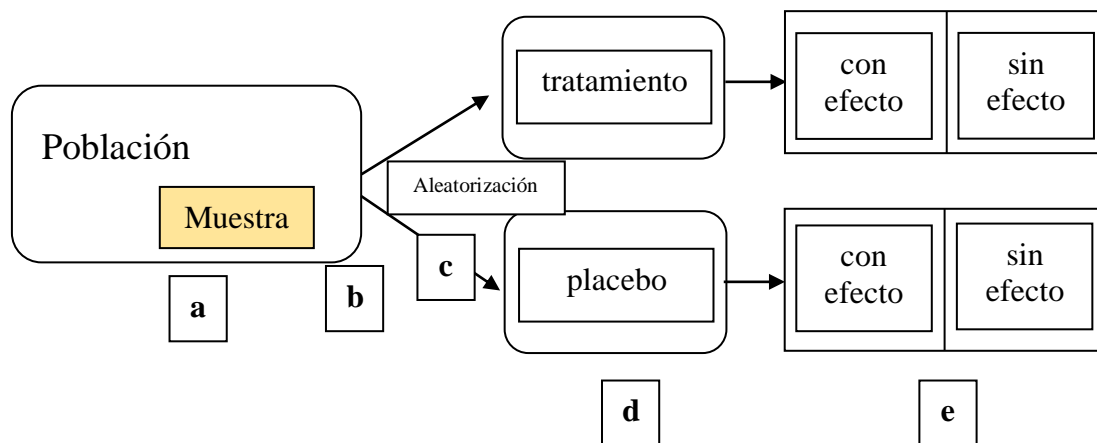 Población
Muestra
a
b
Aleatorización
c
tratamiento
placebo
d
con
efecto
sin
efecto
con
efecto
sin
efecto
e